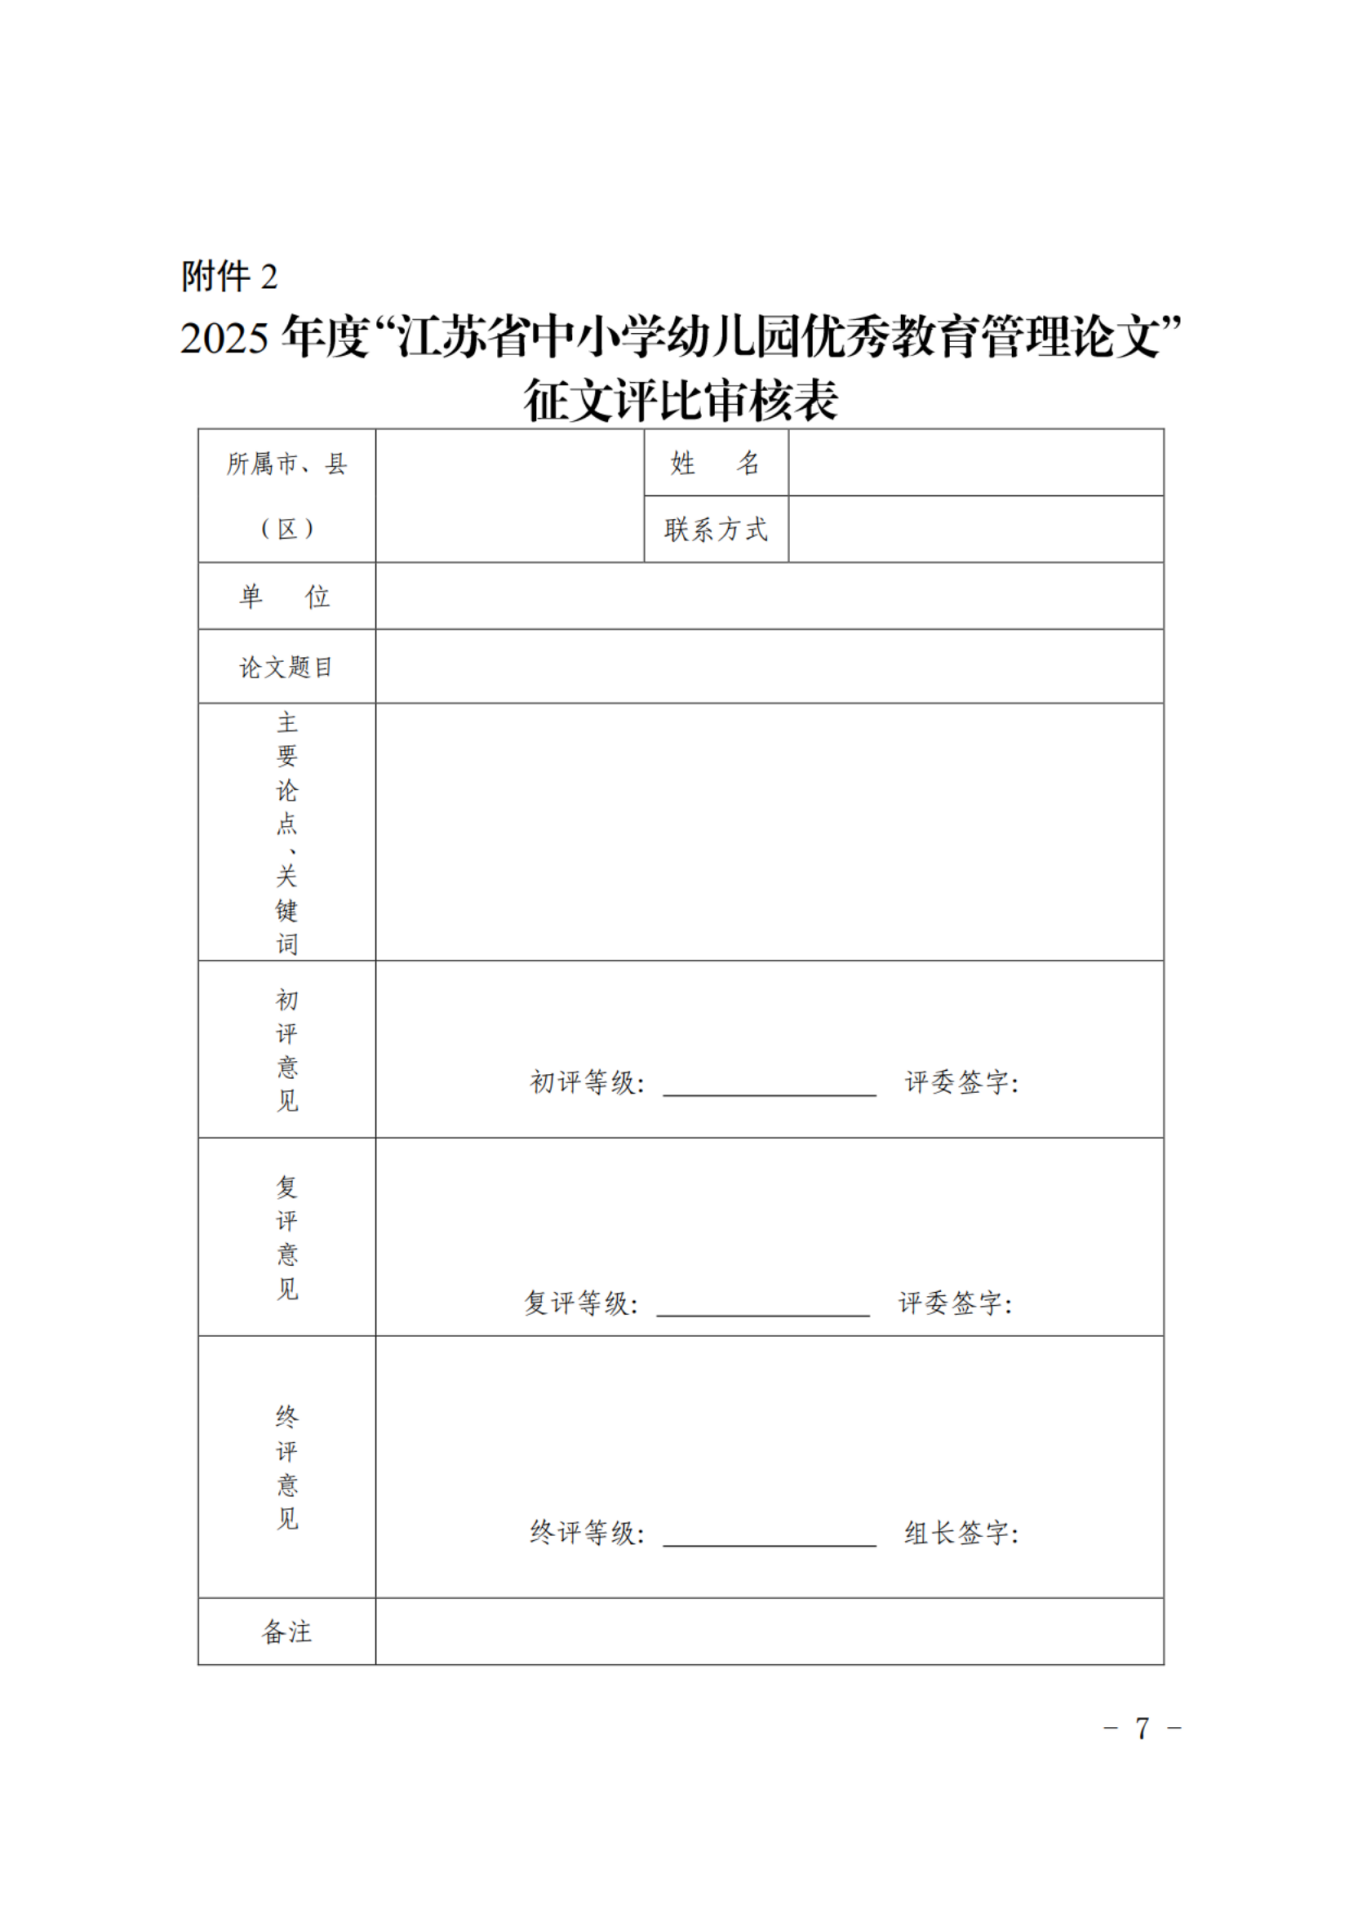 附件 2
2025 年度“江苏省中小学幼儿园优秀教育管理论文”
征文评比审核表
所属市、县
（区）
姓 名
联系方式
单 位
论文题目
主
要
论
点
、
关
键
词
初
评
意
见
初评等级: ________________ 评委签字:
复
评
意
见
复评等级: ________________ 评委签字:
终
评
意
见
终评等级: ________________ 组长签字:
备注
- 7 -